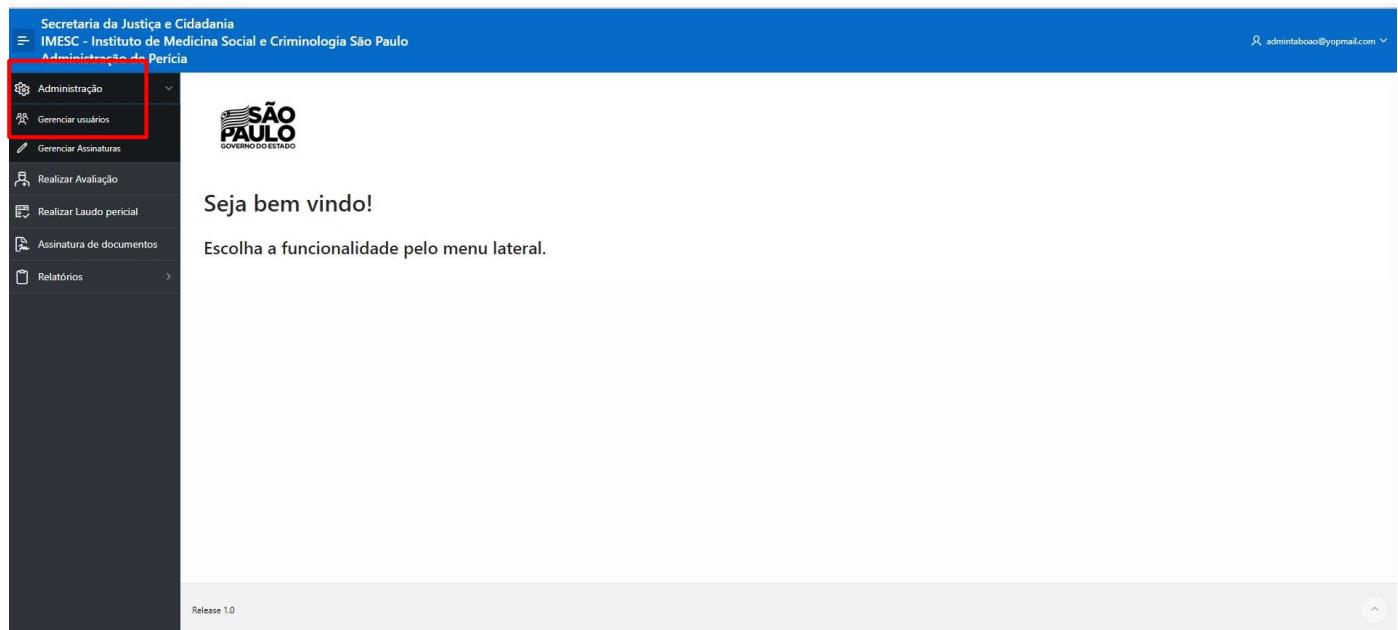 Secretaria da Justiça e Cidadania
IMESC - Instituto de Medicina Social e Criminologia São Paulo
Administração de Perícia
admintaboao@yopmail.com
Administração
Gerenciar usuários
Gerenciar Assinaturas
Realizar Avaliação
Realizar Laudo pericial
Assinatura de documentos
Relatórios
SÃO
PAULO
GOVERNO DO ESTADO
Seja bem vindo!
Escolha a funcionalidade pelo menu lateral.
Release 1.0